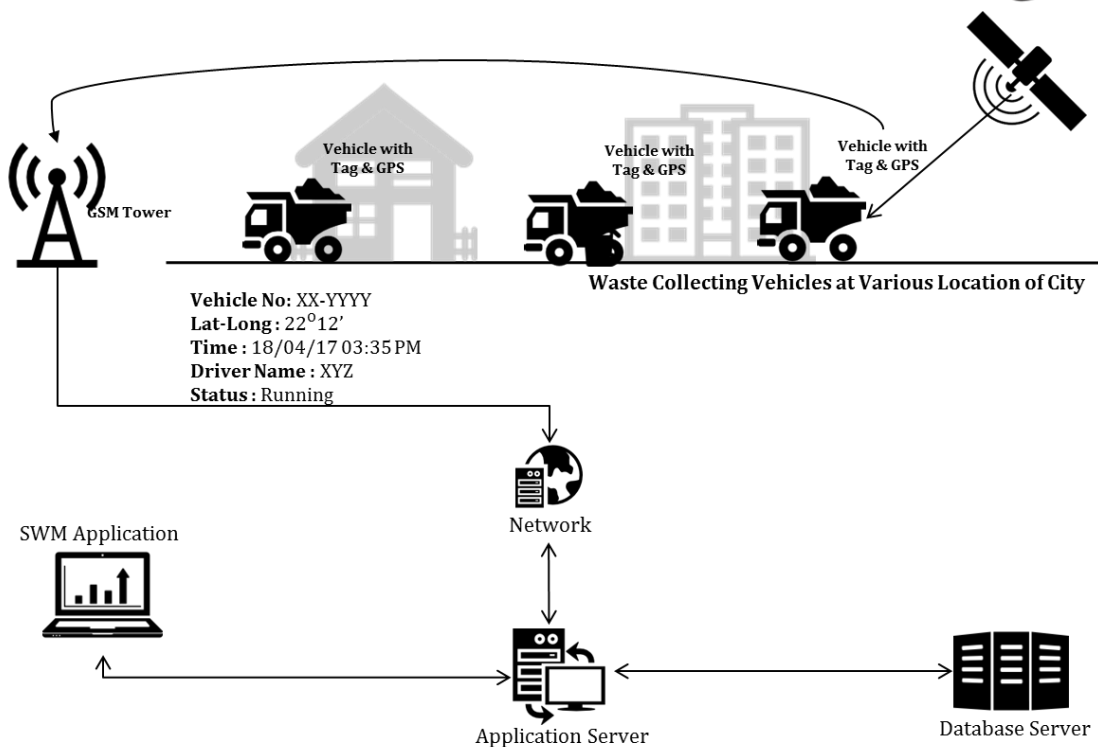 Vehicle with
Tag & GPS
Vehicle with
Tag & GPS
Vehicle with
Tag & GPS
GSM Tower
Waste Collecting Vehicles at Various Location of City
Vehicle No: XX-YYYY
Lat-Long : 22⁰12’
Time : 18/04/17 03:35 PM
Driver Name : XYZ
Status : Running
Network
SWM Application
Application Server
Database Server